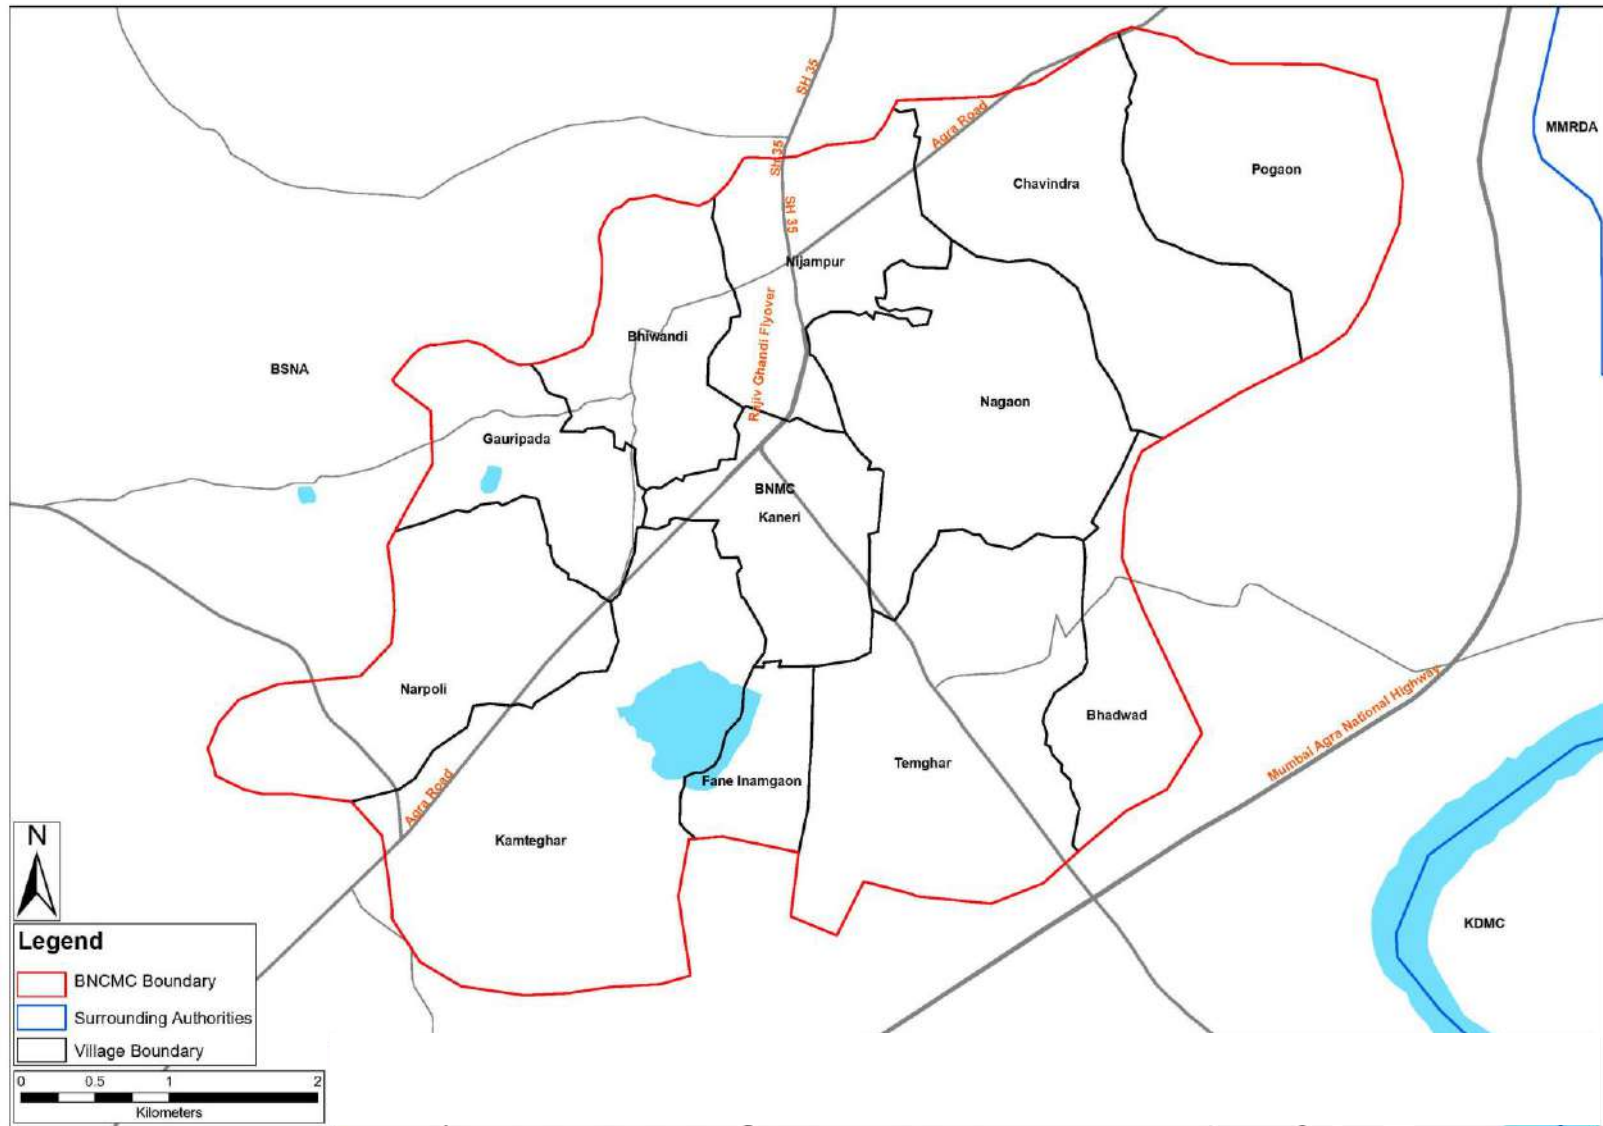 SH 35
MMRDA
Agra Road
SH 35
Pogaon
Chavindra
SH 35
Nijampur
Rajiv Ghandi Flyover
Bhiwandi
BSNA
Nagaon
Gauripada
BNMC
Kaneri
Narpoli
Bhadwad
Mumbai Agra National Highway
Temghar
Fane Inamgaon
Agra Road
Kamteghar
KDMC
N
Legend
BNCMC Boundary
Surrounding Authorities
Village Boundary
0 0.5 1 2
Kilometers